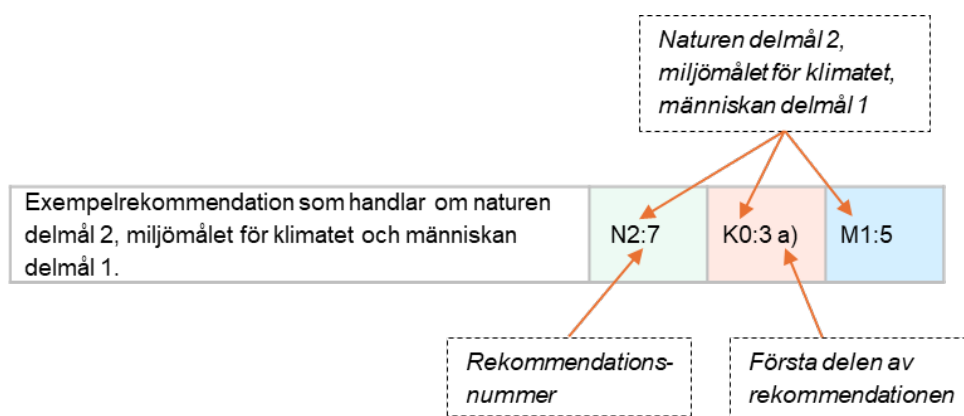 Naturen delmål 2,
miljömålet för klimatet,
människan delmål 1
Exempelrekommendation som handlar om naturen
delmål 2, miljömålet för klimatet och människan
delmål 1.
N2:7
K0:3 a)
M1:5
Rekommendations-
nummer
Första delen av
rekommendationen